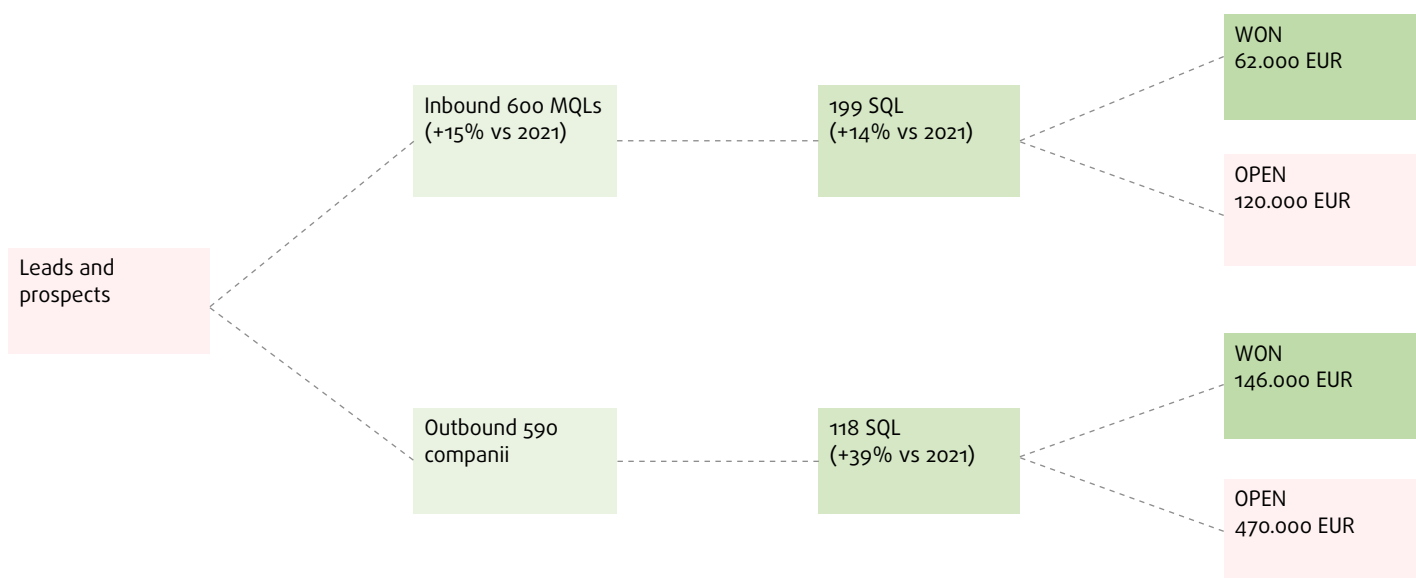 Leads and
prospects
Inbound 600 MQLs
(+15% vs 2021)
199 SQL
(+14% vs 2021)
WON
62.000 EUR
OPEN
120.000 EUR
Outbound 590
companii
118 SQL
(+39% vs 2021)
WON
146.000 EUR
OPEN
470.000 EUR